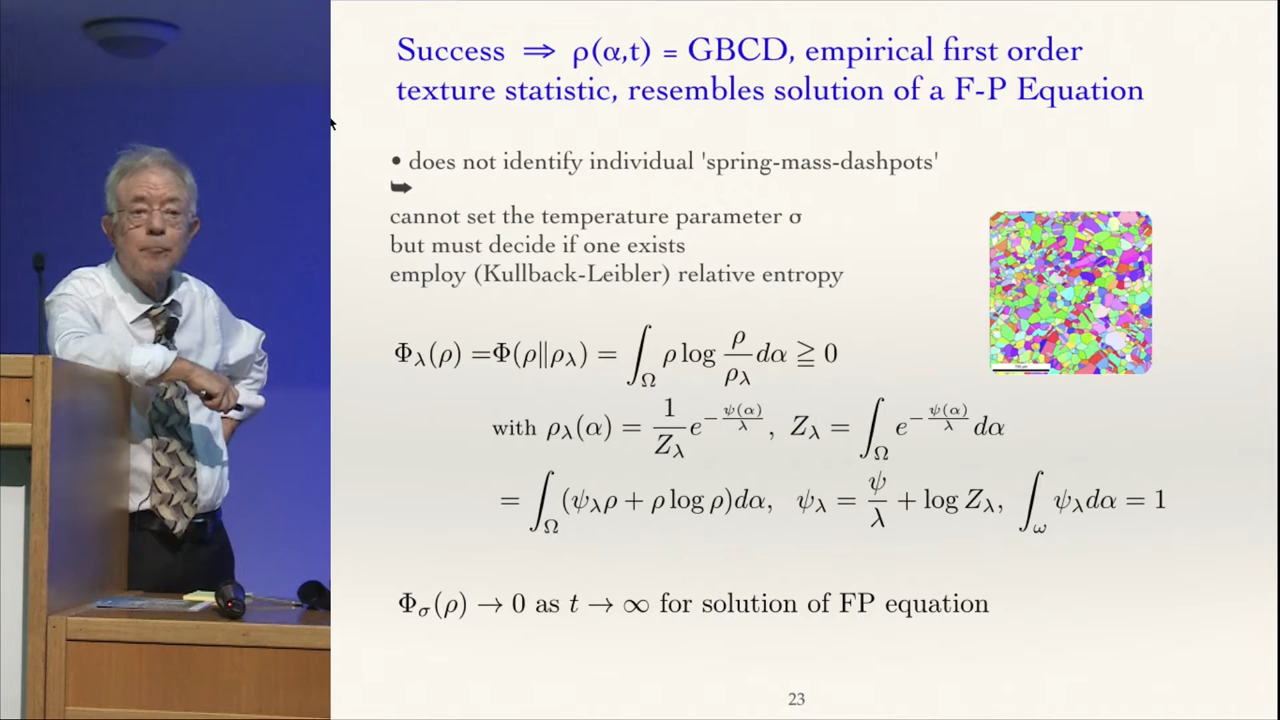 Success ⇒ ρ(α,t) = GBCD, empirical first order
texture statistic, resembles solution of a F-P Equation
• does not identify individual 'spring-mass-dashpots'
➥
cannot set the temperature parameter σ
but must decide if one exists
employ (Kullback-Leibler) relative entropy
Φ_λ(ρ) =Φ(ρ||ρ_λ) = ∫_Ω ρ log ρ/ρ_λ dα ≧ 0
with ρ_λ(α) = 1/Z_λ e^{-ψ(α)/λ}, Z_λ = ∫_Ω e^{-ψ(α)/λ} dα
= ∫_Ω (ψ_λρ + ρ log ρ)dα, ψ_λ = ψ/λ + log Z_λ, ∫_ω ψ_λdα = 1
Φ_σ(ρ) → 0 as t → ∞ for solution of FP equation
23